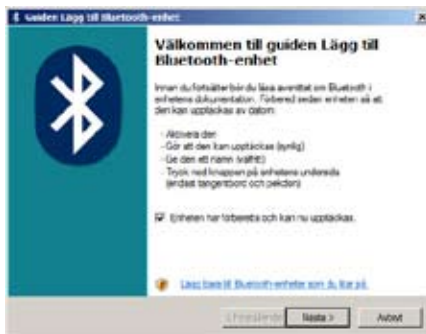 Guiden Lägg till Bluetooth-enhet
Välkommen till guiden Lägg till
Bluetooth-enhet
Innan du fortsätter bör du läsa avsnittet om Bluetooth i
enhetens dokumentation. Förbered sedan enheten så att
den kan upptäckas av datorn:
- Aktivera den
- Gör att den kan upptäckas (synlig)
- Ge den ett namn (valfritt)
- Tryck ned knappen på enhetens undersida
(endast tangentbord och pekdon)
Enheten har förberetts och kan nu upptäckas.
Lägg bara till Bluetooth-enheter som du litar på.
Nästa >
Avbryt